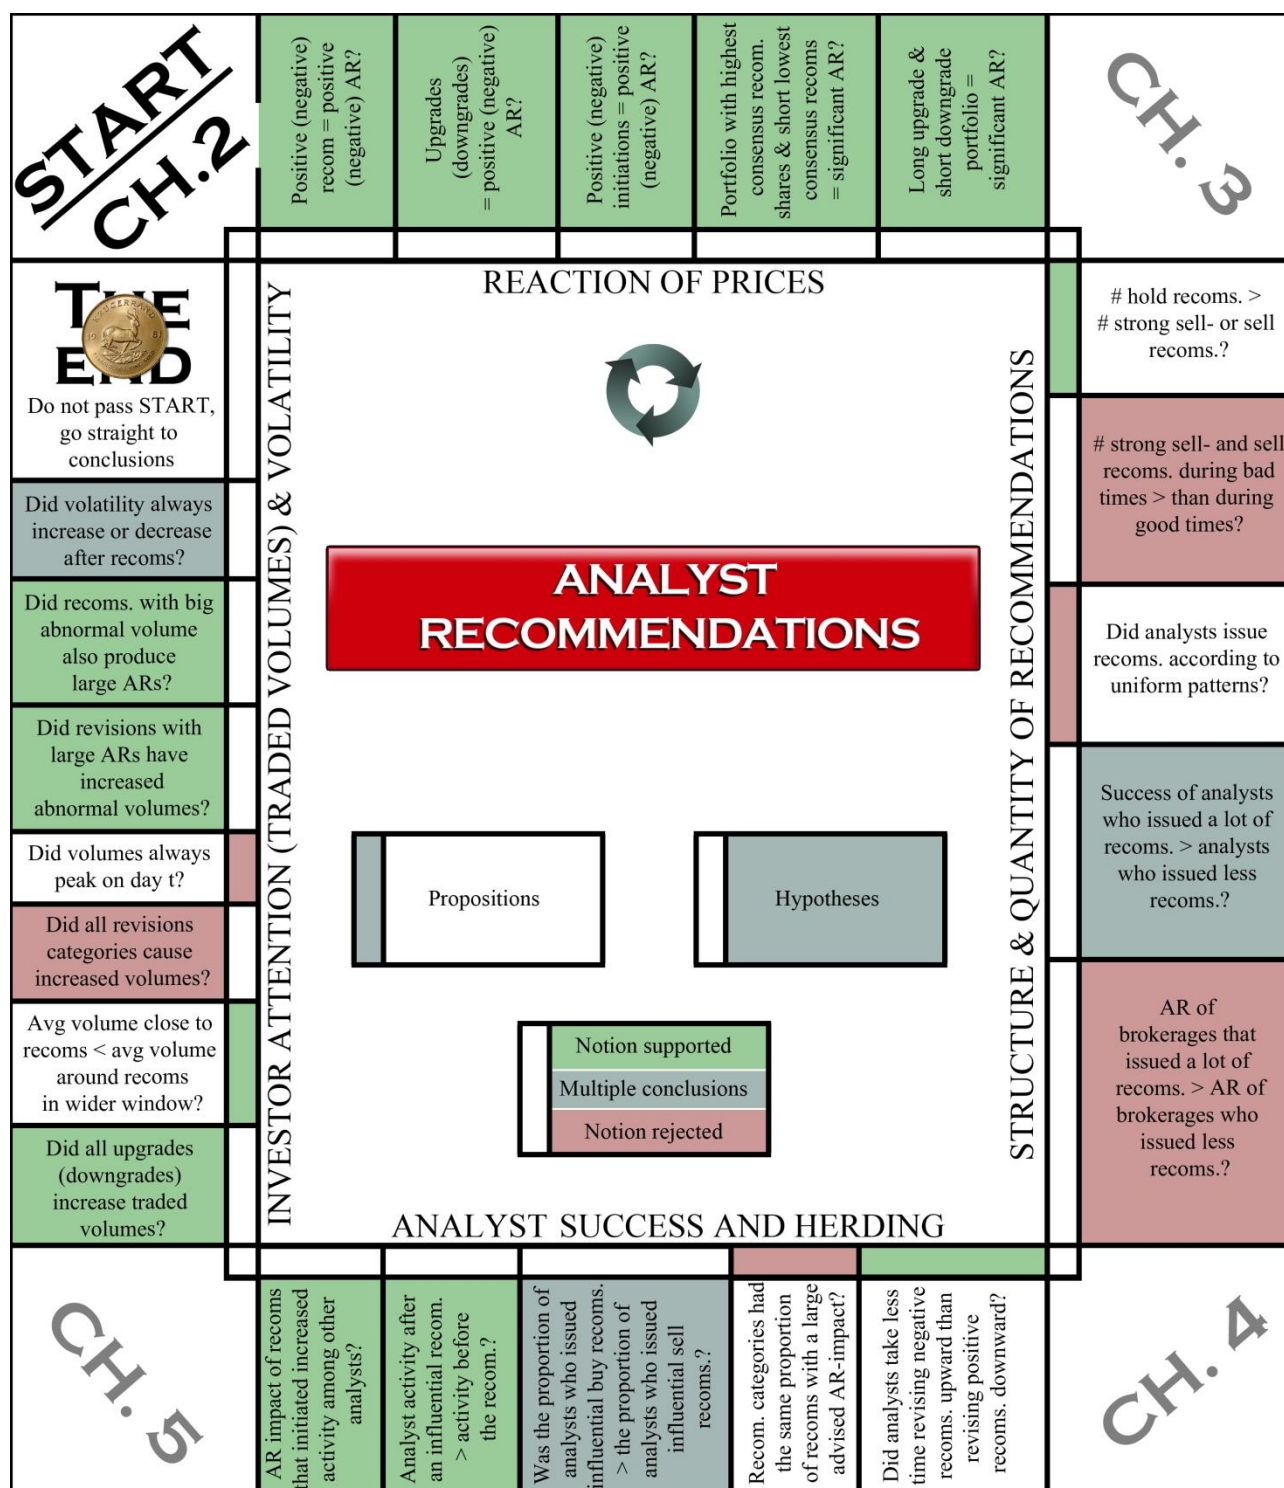 START
CH.2
Positive (negative)
recom = positive
(negative) AR?
Upgrades
(downgrades)
= positive (negative)
AR?
Positive (negative)
initiations = positive
(negative) AR?
Portfolio with highest
consensus recom.
shares & short lowest
consensus recoms
= significant AR?
Long upgrade &
short downgrade
portfolio =
significant AR?
CH. 3
REACTION OF PRICES
# hold recoms. >
# strong sell- or sell
recoms.?
# strong sell- and sell
recoms. during bad
times > than during
good times?
Did analysts issue
recoms. according to
uniform patterns?
Success of analysts
who issued a lot of
recoms. > analysts
who issued less
recoms.?
AR of
brokerages that
issued a lot of
recoms. > AR of
brokerages who
issued less
recoms.?
STRUCTURE & QUANTITY OF RECOMMENDATIONS
CH. 4
Did analysts take less
time revising negative
recoms. upward than
revising positive
recoms. downward?
Recom. categories had
the same proportion
of recoms with a large
advised AR-impact?
Was the proportion of
analysts who issued
influential buy recoms.
> the proportion of
analysts who issued
influential sell
recoms.?
Analyst activity after
an influential recom.
> activity before
the recom.?
AR impact of recoms
that initiated increased
activity among other
analysts?
ANALYST SUCCESS AND HERDING
CH. 5
Did all upgrades
(downgrades)
increase traded
volumes?
Avg volume close to
recoms < avg volume
around recoms
in wider window?
Did all revisions
categories cause
increased volumes?
Did volumes always
peak on day t?
Did revisions with
large ARs have
increased
abnormal volumes?
Did recoms. with big
abnormal volume
also produce
large ARs?
Did volatility always
increase or decrease
after recoms?
THE
END
Do not pass START,
go straight to
conclusions
INVESTOR ATTENTION (TRADED VOLUMES) & VOLATILITY
ANALYST
RECOMMENDATIONS
Propositions
Hypotheses
Notion supported
Multiple conclusions
Notion rejected